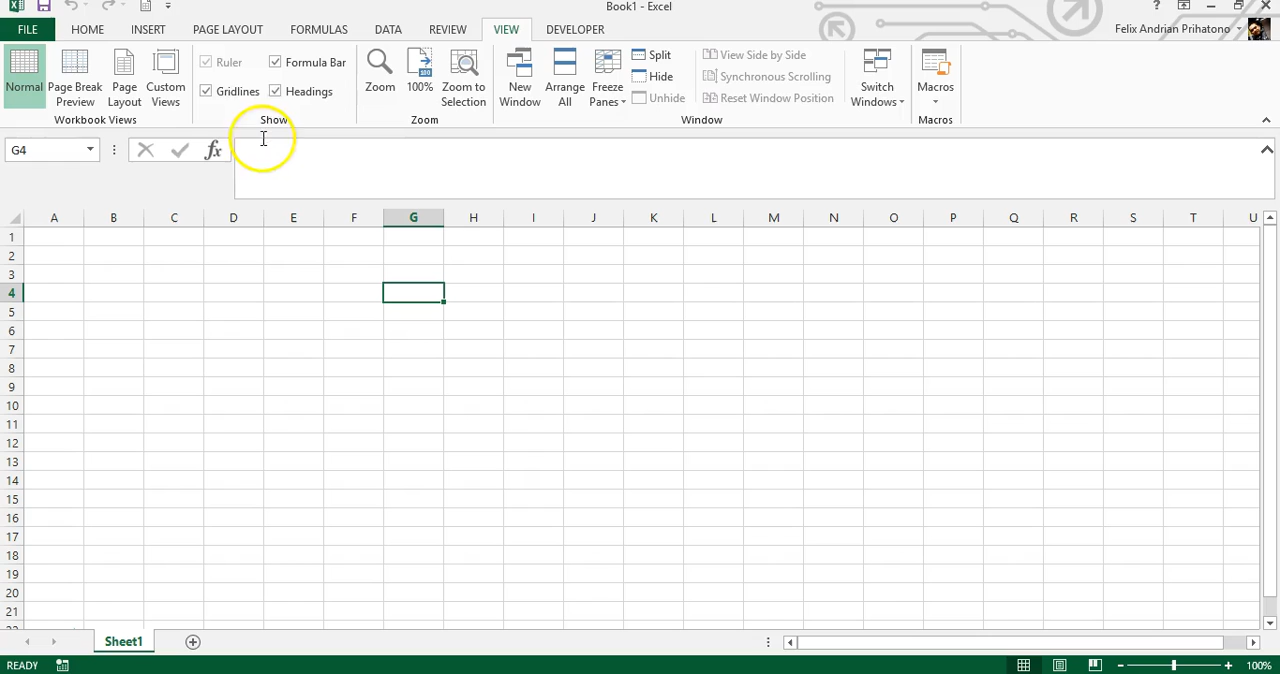 Book1 - Excel
?
FILE HOME INSERT PAGE LAYOUT FORMULAS DATA REVIEW VIEW DEVELOPER Felix Andrian Prihatono
Normal
Page Break Preview
Page Layout
Custom Views
Workbook Views
Ruler
Formula Bar
Gridlines
Headings
Show
Zoom
100
100%
Zoom to Selection
Zoom
New Window
Arrange All
Freeze Panes
Split
Hide
Unhide
View Side by Side
Synchronous Scrolling
Reset Window Position
Window
Switch Windows
Macros
Macros
G4 fx
A B C D E F G H I J K L M N O P Q R S T U
1
2
3
4
5
6
7
8
9
10
11
12
13
14
15
16
17
18
19
20
21
22
Sheet1
READY 100%